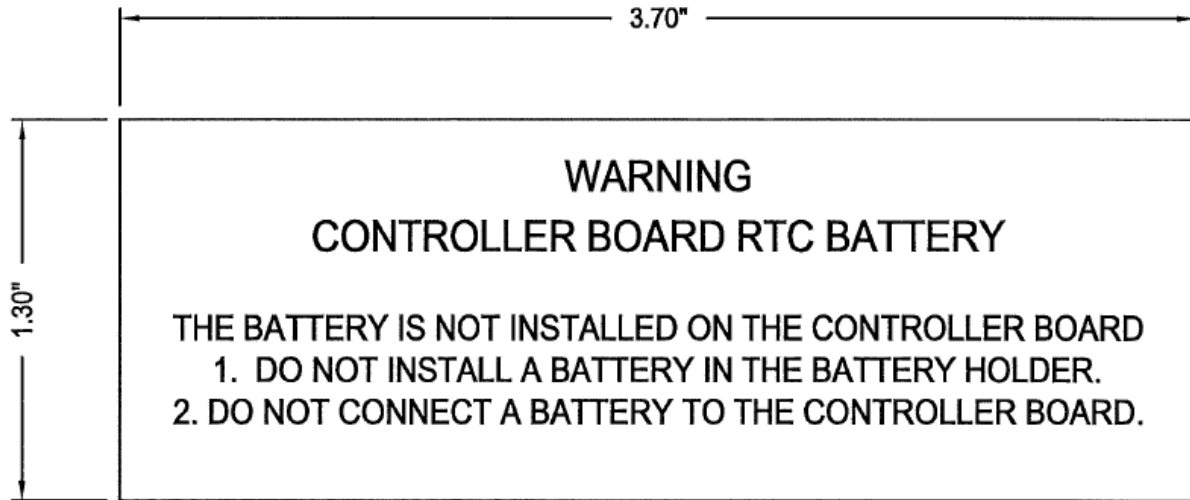 3.70"
WARNING
CONTROLLER BOARD RTC BATTERY
1.30"
THE BATTERY IS NOT INSTALLED ON THE CONTROLLER BOARD
1. DO NOT INSTALL A BATTERY IN THE BATTERY HOLDER.
2. DO NOT CONNECT A BATTERY TO THE CONTROLLER BOARD.